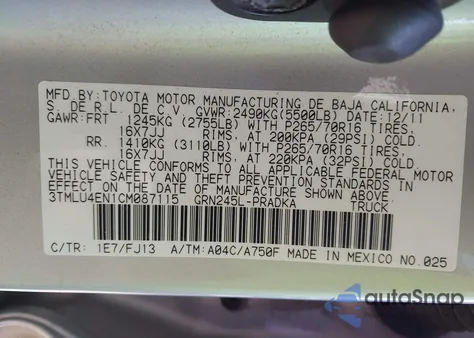 MFD.BY:TOYOTA MOTOR MANUFACTURING DE BAJA CALIFORNIA,
S. DE R.L. DE C.V. GVWR:2490KG(5500LB) DATE:12/11
GAWR:FRT 1245KG (2755LB) WITH P265/70R16 TIRES,
16X7JJ RIMS, AT 200KPA (29PSI) COLD.
RR. 1410KG (3110LB) WITH P265/70R16 TIRES,
16X7JJ RIMS, AT 220KPA (32PSI) COLD.
THIS VEHICLE CONFORMS TO ALL APPLICABLE FEDERAL MOTOR
VEHICLE SAFETY AND THEFT PREVENTION STANDARDS IN EFFECT
ON THE DATE OF MANUFACTURE SHOWN ABOVE.
3TMLU4EN1CM087115 GRN245L-PRADKA TRUCK
C/TR: 1E7/FJ13 A/TM:A04C/A750F MADE IN MEXICO NO.025
autoSnap